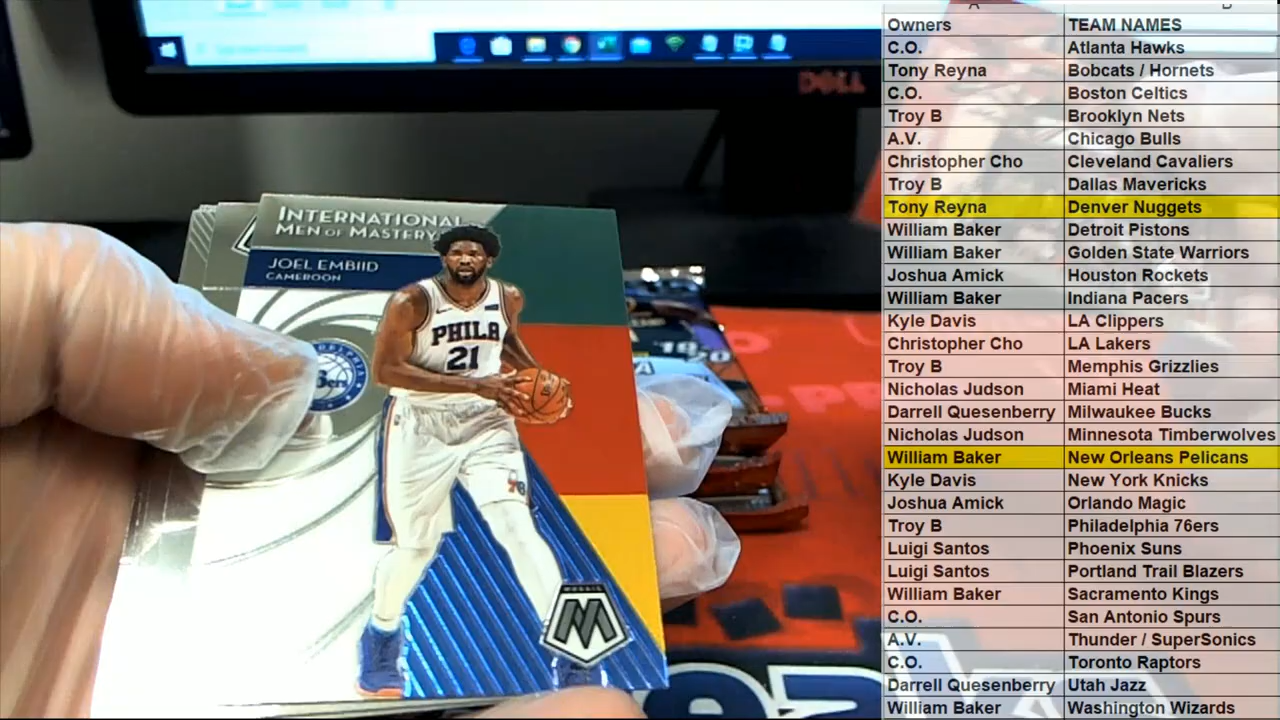 INTERNATIONAL
MEN OF MASTERY
JOEL EMBIID
CAMEROON
PHILA
21
MOSAIC
M
DELL
Owners TEAM NAMES
C.O. Atlanta Hawks
Tony Reyna Bobcats / Hornets
C.O. Boston Celtics
Troy B Brooklyn Nets
A.V. Chicago Bulls
Christopher Cho Cleveland Cavaliers
Troy B Dallas Mavericks
Tony Reyna Denver Nuggets
William Baker Detroit Pistons
William Baker Golden State Warriors
Joshua Amick Houston Rockets
William Baker Indiana Pacers
Kyle Davis LA Clippers
Christopher Cho LA Lakers
Troy B Memphis Grizzlies
Nicholas Judson Miami Heat
Darrell Quesenberry Milwaukee Bucks
Nicholas Judson Minnesota Timberwolves
William Baker New Orleans Pelicans
Kyle Davis New York Knicks
Joshua Amick Orlando Magic
Troy B Philadelphia 76ers
Luigi Santos Phoenix Suns
Luigi Santos Portland Trail Blazers
William Baker Sacramento Kings
C.O. San Antonio Spurs
A.V. Thunder / SuperSonics
C.O. Toronto Raptors
Darrell Quesenberry Utah Jazz
William Baker Washington Wizards